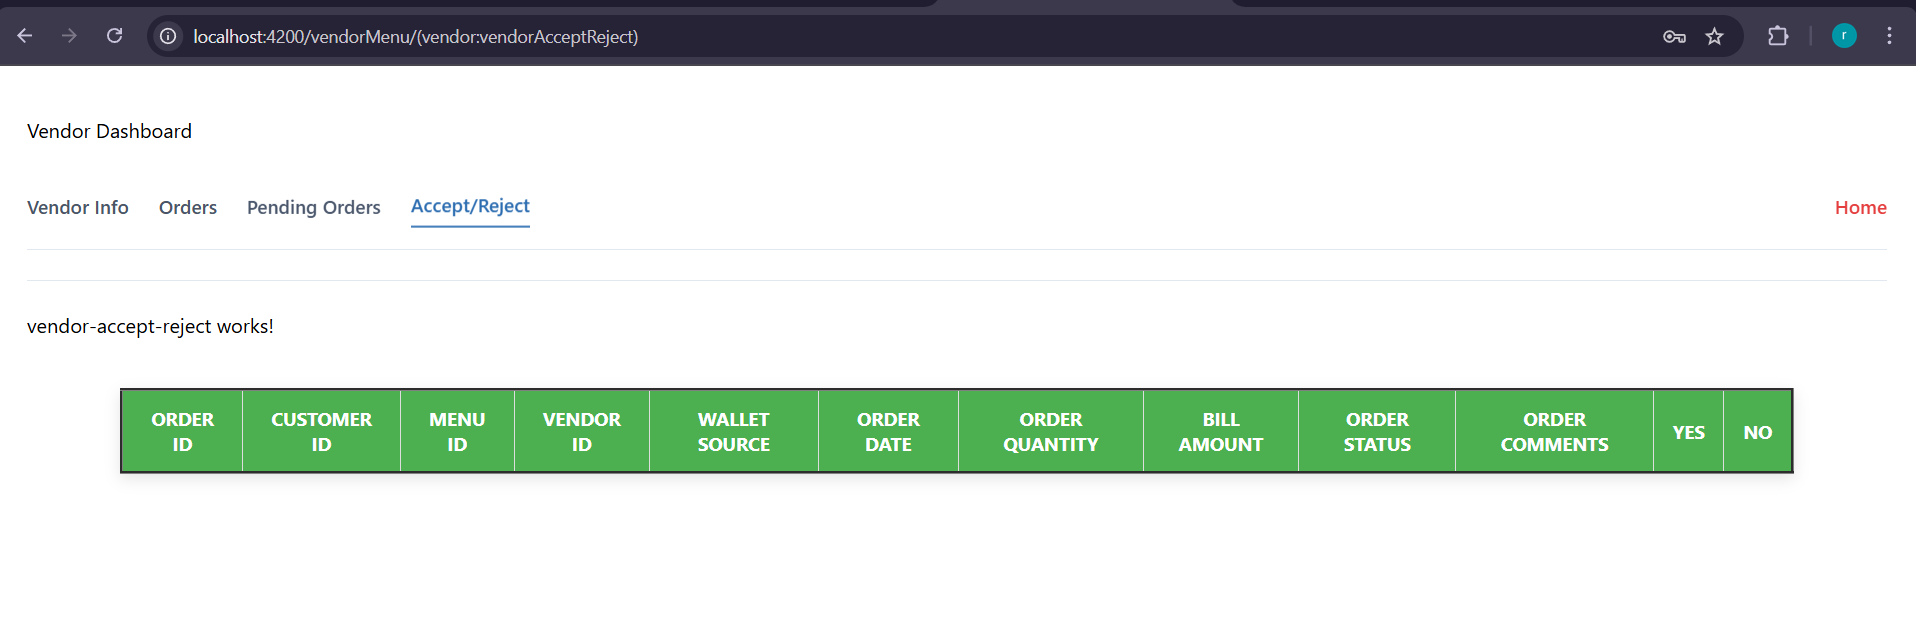 localhost:4200/vendorMenu/(vendor:vendorAcceptReject)
r
Vendor Dashboard
Vendor Info Orders Pending Orders Accept/Reject Home
vendor-accept-reject works!
ORDER ID CUSTOMER ID MENU ID VENDOR ID WALLET SOURCE ORDER DATE ORDER QUANTITY BILL AMOUNT ORDER STATUS ORDER COMMENTS YES NO